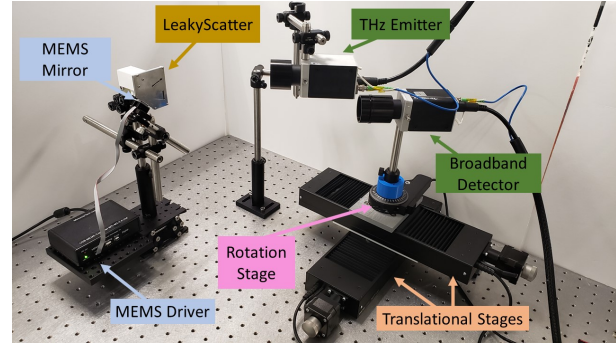 LeakyScatter
THz Emitter
MEMS
Mirror
Broadband
Detector
Rotation
Stage
MEMS Driver
Translational Stages